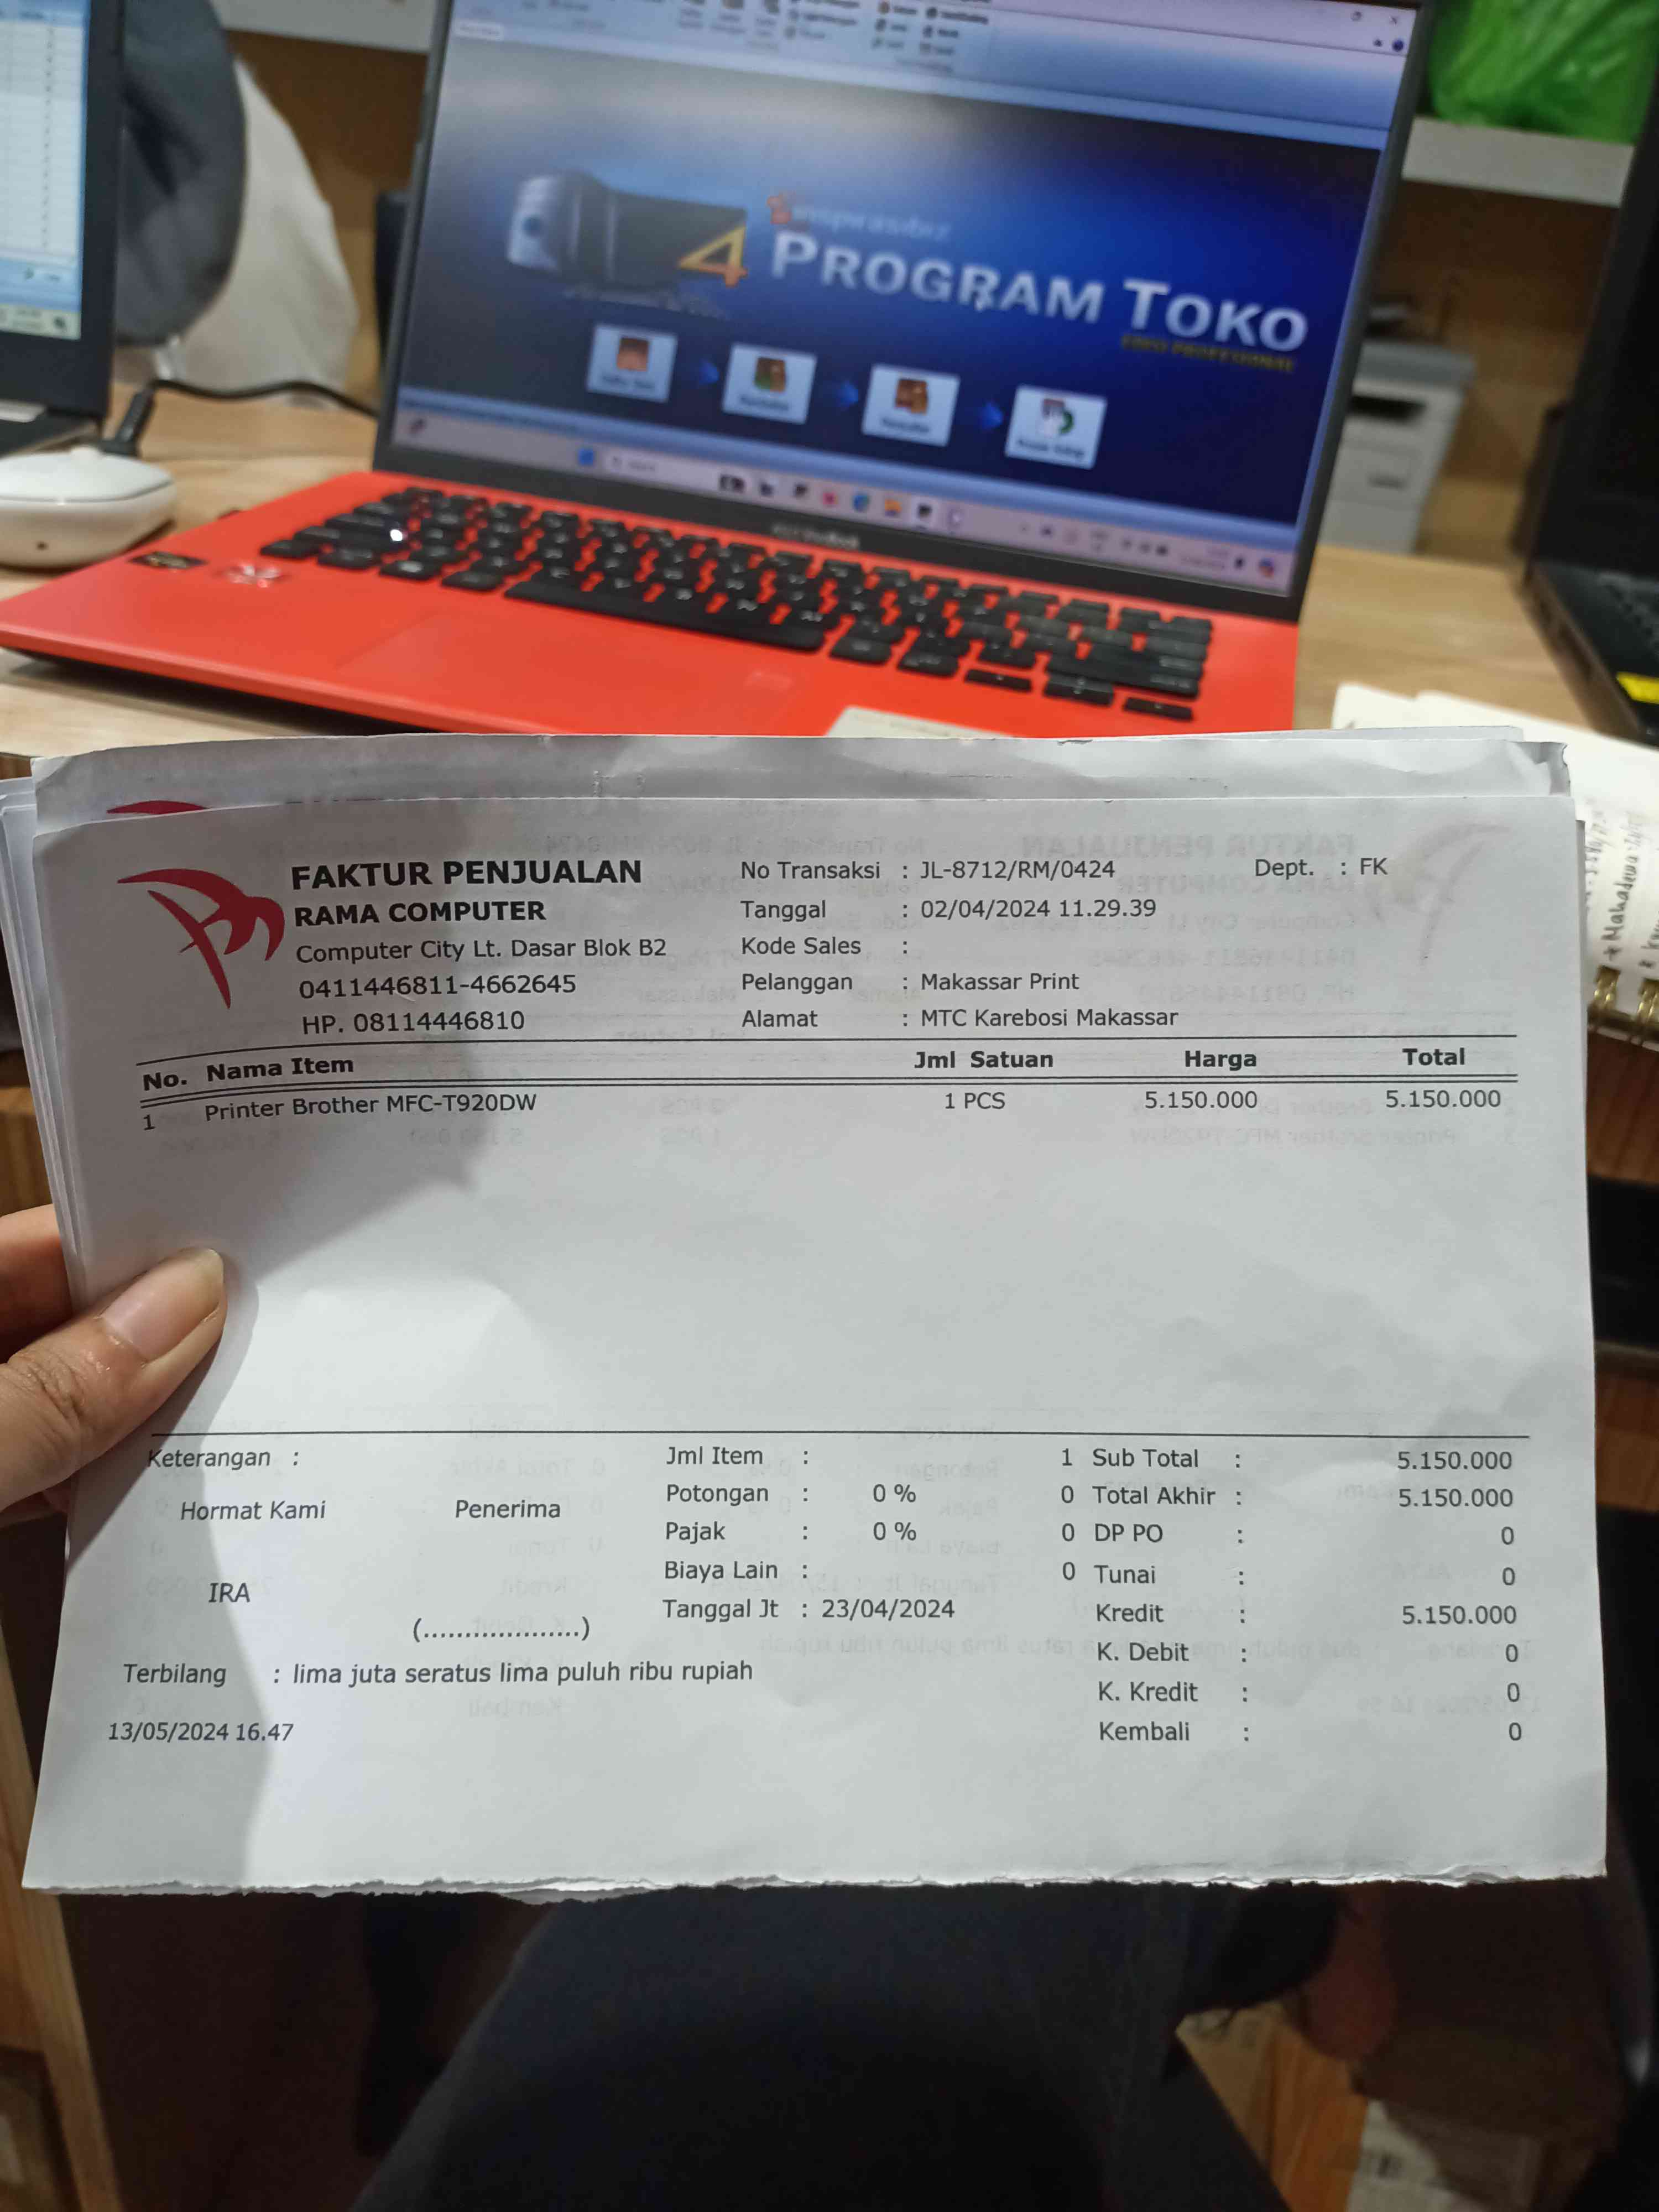 4 PROGRAM TOKO
FAKTUR PENJUALAN
RAMA COMPUTER
Computer City Lt. Dasar Blok B2
0411446811-4662645
HP. 08114446810
No Transaksi : JL-8712/RM/0424 Dept. : FK
Tanggal : 02/04/2024 11.29.39
Kode Sales :
Pelanggan : Makassar Print
Alamat : MTC Karebosi Makassar
No. Nama Item Jml Satuan Harga Total
1 Printer Brother MFC-T920DW 1 PCS 5.150.000 5.150.000
Keterangan :
Hormat Kami Penerima
IRA
(....................)
Jml Item : 1
Potongan : 0 % 0
Pajak : 0 % 0
Biaya Lain : 0
Tanggal Jt : 23/04/2024
Sub Total : 5.150.000
Total Akhir : 5.150.000
DP PO : 0
Tunai : 0
Kredit : 5.150.000
K. Debit : 0
K. Kredit : 0
Kembali : 0
Terbilang : lima juta seratus lima puluh ribu rupiah
13/05/2024 16.47